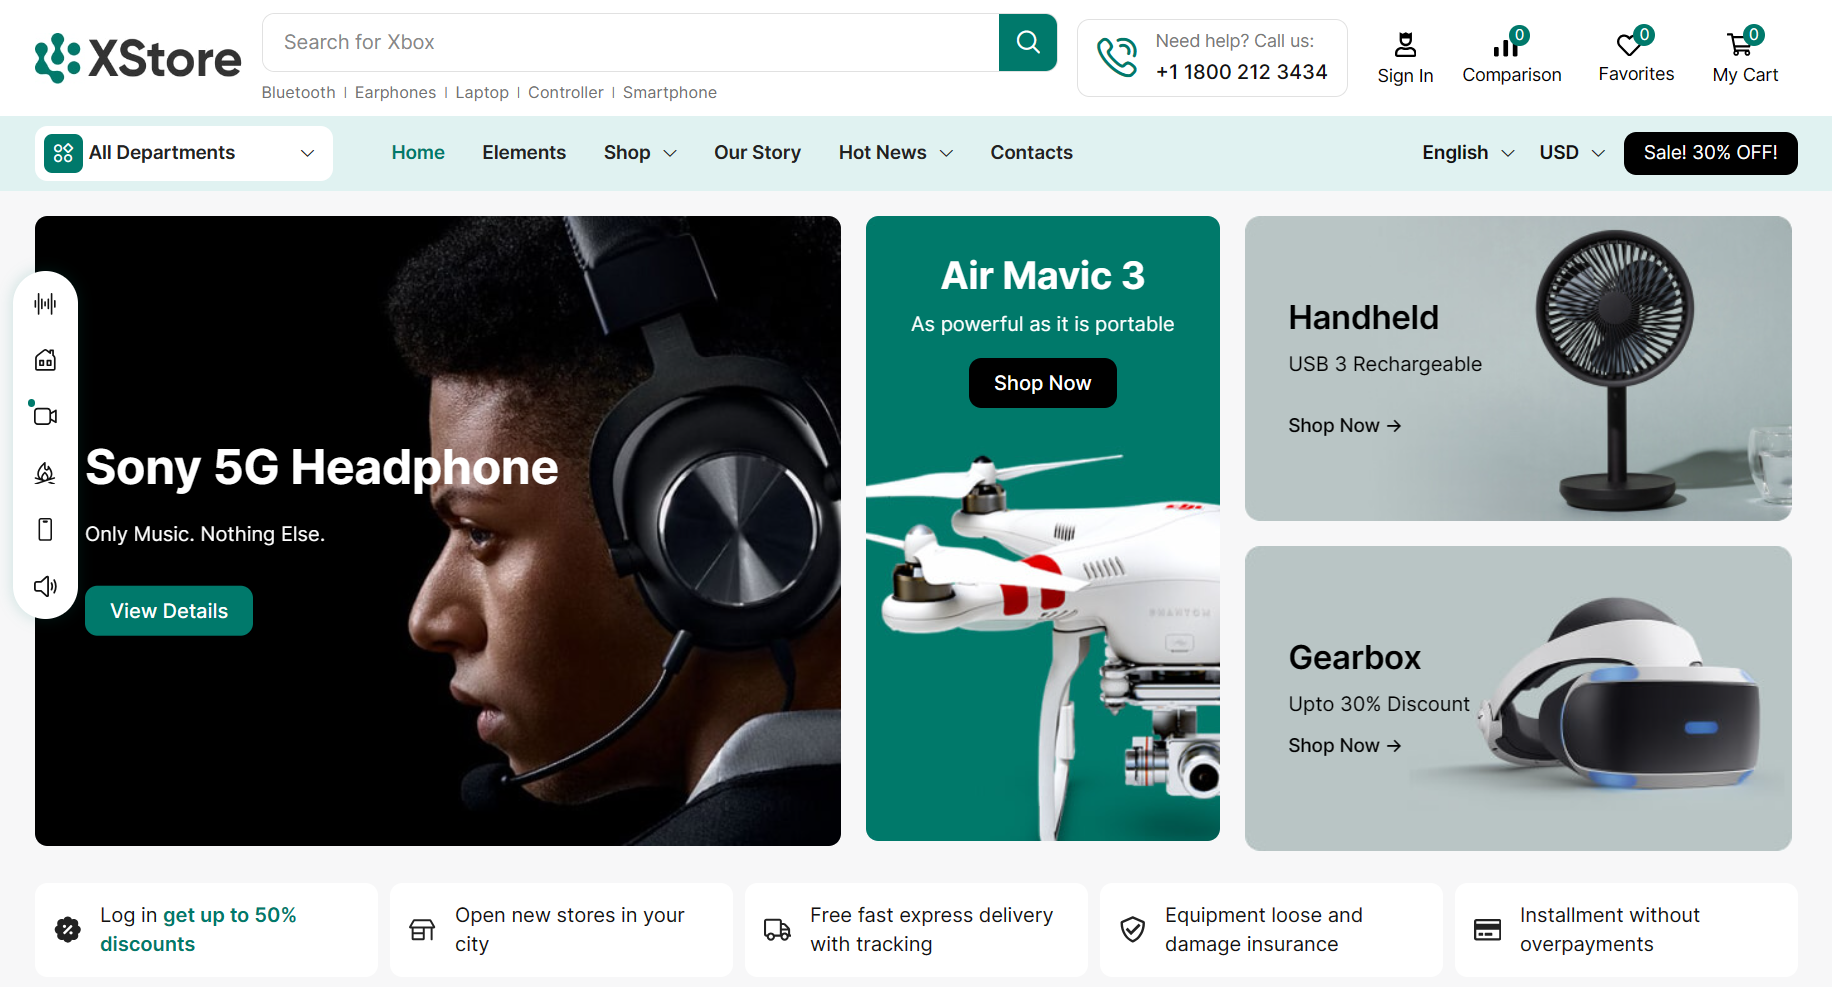 XStore
Search for Xbox
Bluetooth | Earphones | Laptop | Controller | Smartphone
Need help? Call us:
+1 1800 212 3434
Sign In
0
Comparison
0
Favorites
0
My Cart
All Departments
Home
Elements
Shop
Our Story
Hot News
Contacts
English
USD
Sale! 30% OFF!
Sony 5G Headphone
Only Music. Nothing Else.
View Details
Air Mavic 3
As powerful as it is portable
Shop Now
dji
PHANTOM
Handheld
USB 3 Rechargeable
Shop Now →
Gearbox
Upto 30% Discount
Shop Now →
Log in get up to 50%
discounts
Open new stores in your
city
Free fast express delivery
with tracking
Equipment loose and
damage insurance
Installment without
overpayments